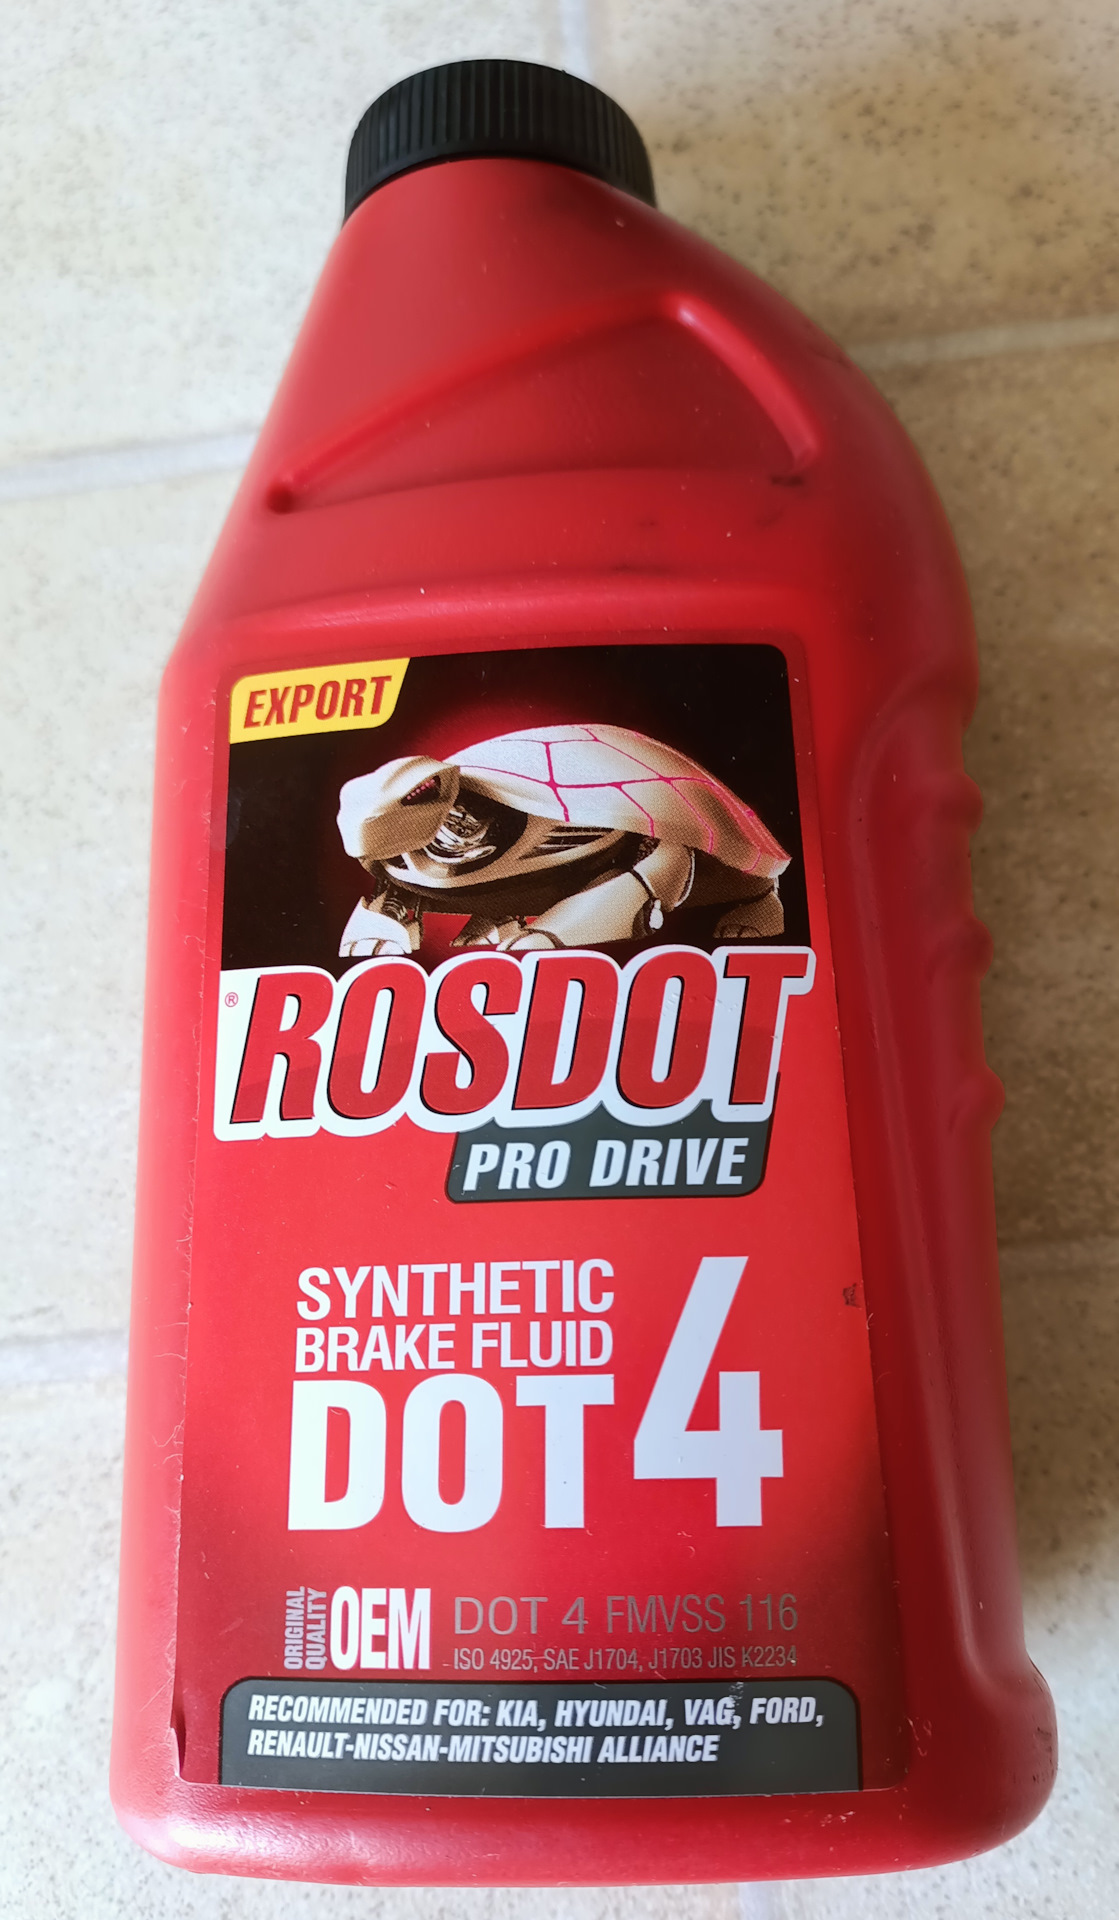 EXPORT
® ROSDOT
PRO DRIVE
SYNTHETIC
BRAKE FLUID
DOT 4
ORIGINAL
QUALITY
OEM
DOT 4 FMVSS 116
ISO 4925, SAE J1704, J1703 JIS K2234
RECOMMENDED FOR: KIA, HYUNDAI, VAG, FORD,
RENAULT-NISSAN-MITSUBISHI ALLIANCE